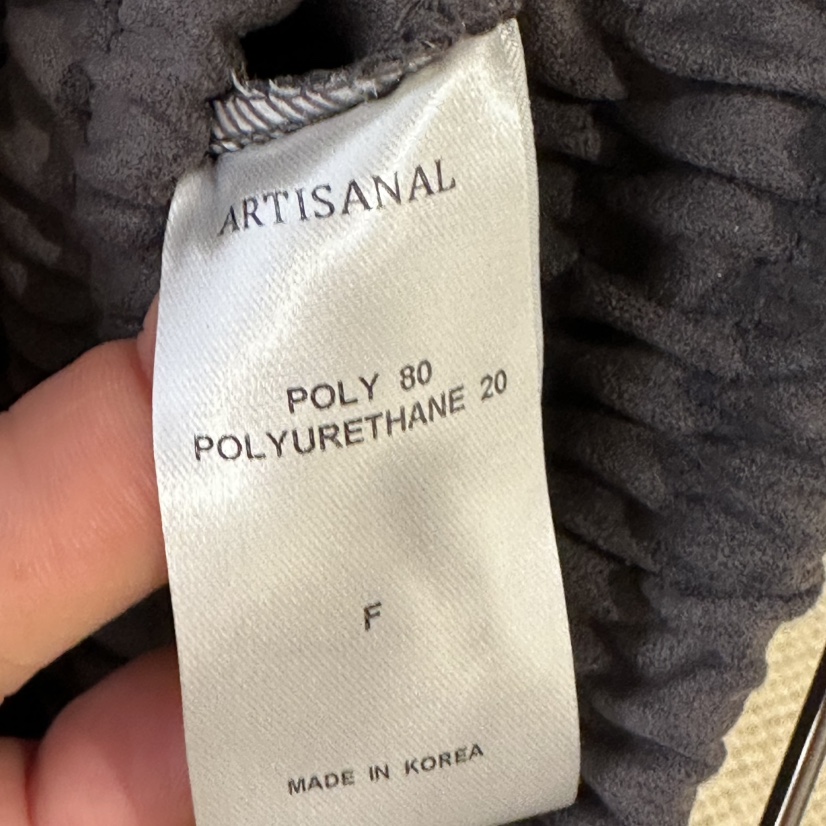 ARTISANAL
POLY 80
POLYURETHANE 20
F
MADE IN KOREA